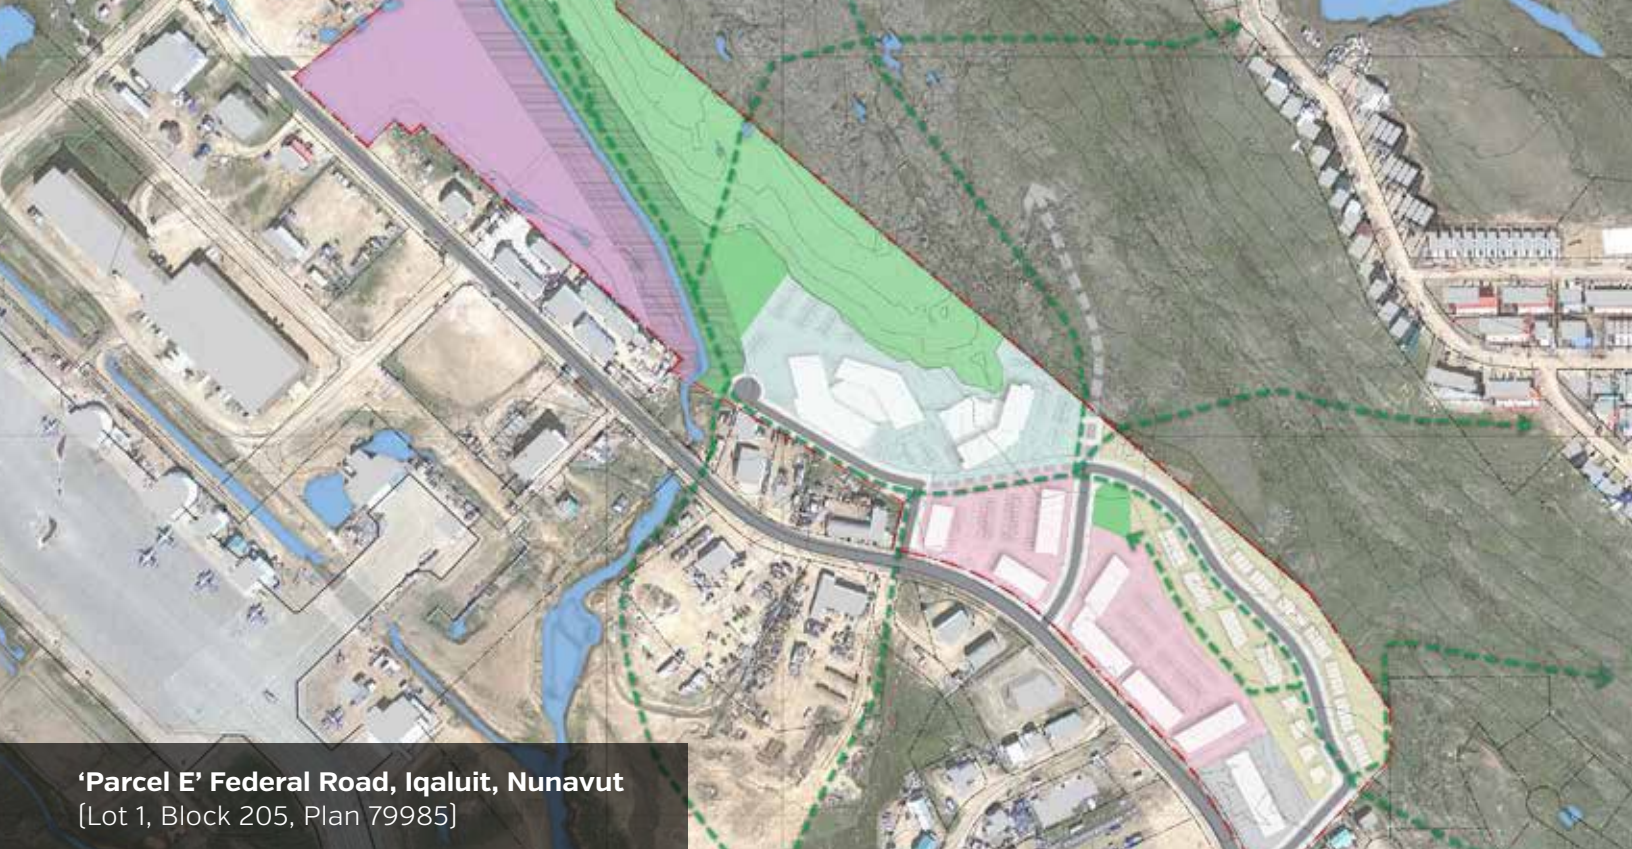 ‘Parcel E’ Federal Road, Iqaluit, Nunavut
(Lot 1, Block 205, Plan 79985)